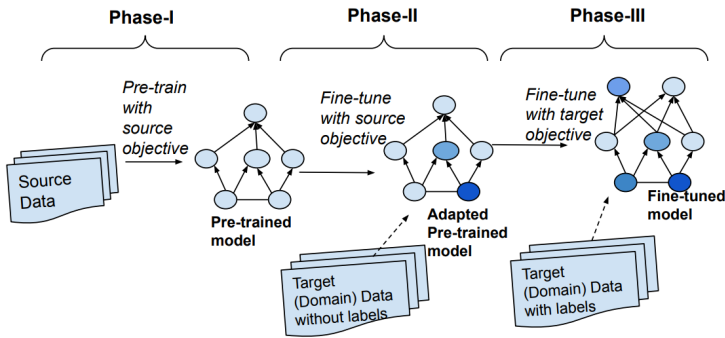 Phase-I
Phase-II
Phase-III
Pre-train
with
source
objective
Source
Data
Pre-trained
model
Fine-tune
with source
objective
Adapted
Pre-trained
model
Target
(Domain) Data
without labels
Fine-tune
with target
objective
Fine-tuned
model
Target
(Domain) Data
with labels